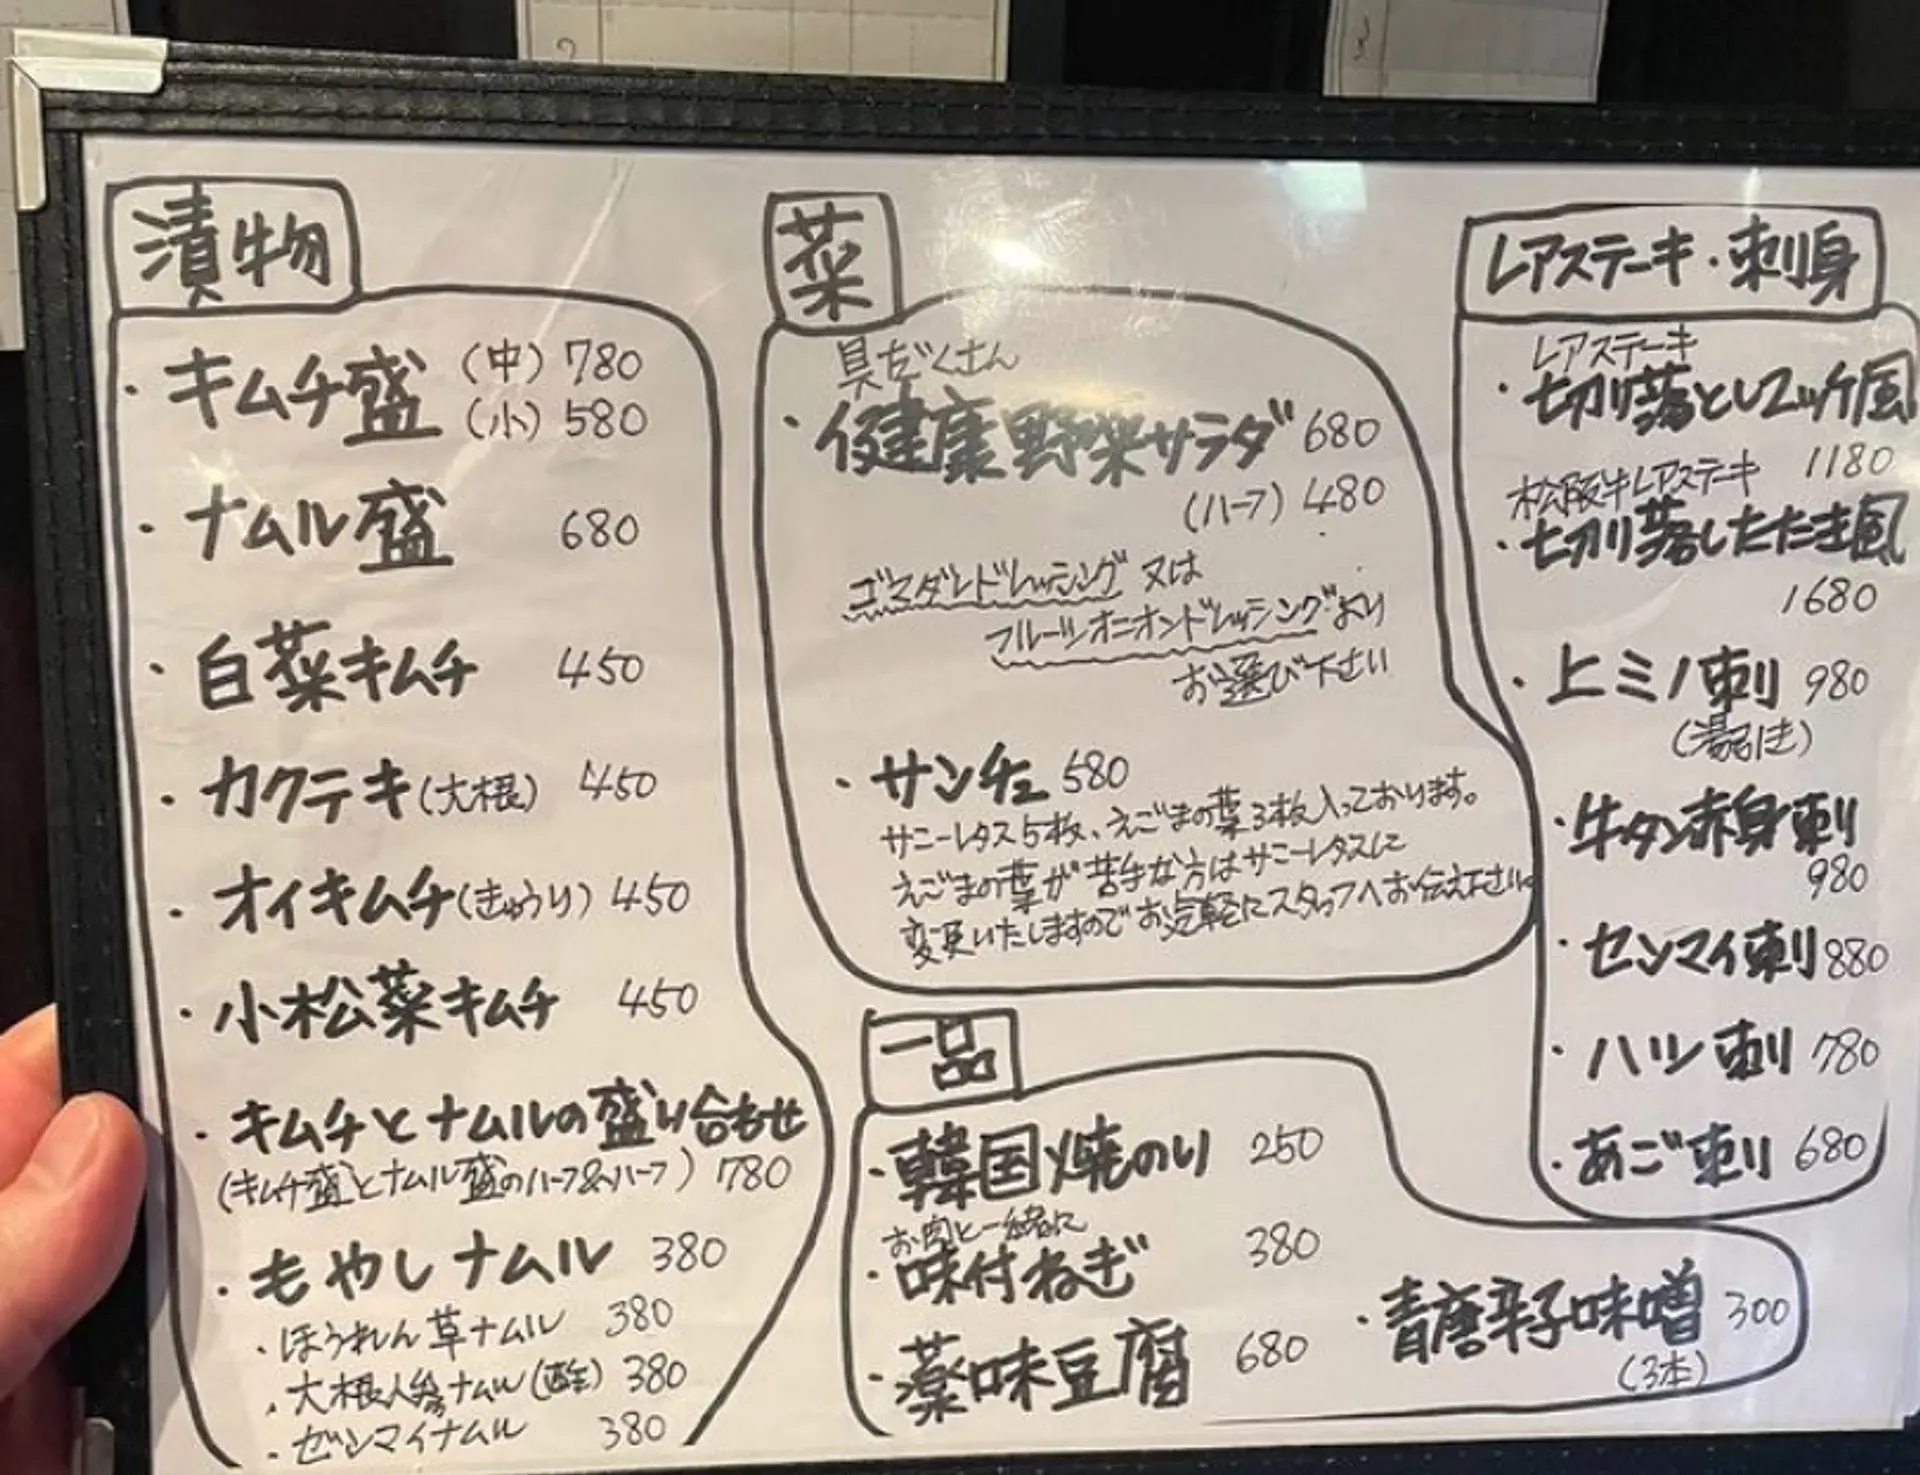 漬物
・キムチ盛 (中) 780
(小) 580
・ナムル盛 680
・白菜キムチ 450
・カクテキ(大根) 450
・オイキムチ(きゅうり) 450
・小松菜キムチ 450
・キムチとナムルの盛り合わせ
(キムチ盛とナムル盛のハーフ&ハーフ) 780
・もやしナムル 380
・ほうれん草ナムル 380
・大根人参ナムル(酢) 380
・ゼンマイナムル 380
菜
具だくさん
・健康野菜サラダ 680
(ハーフ) 480
ゴマダレドレッシング又は
フルーツオニオンドレッシングより
お選び下さい
・サンチュ 580
サニーレタス5枚、えごまの葉3枚入っております。
えごまの葉が苦手な方はサニーレタスに
変更いたしますのでお気軽にスタッフへお伝え下さい。
一品
・韓国焼のり 250
お肉と一緒に
・味付ねぎ 380
・薬味豆腐 680
・青唐辛子味噌 300
(3本)
レアステーキ・刺身
レアステーキ
・切り落としユッケ風
1180
松阪牛レアステーキ
・切り落したたき風
1680
・上ミノ刺 980
(湯引き)
・牛タン赤身刺
980
・センマイ刺 880
・ハツ刺 780
・あご刺 680